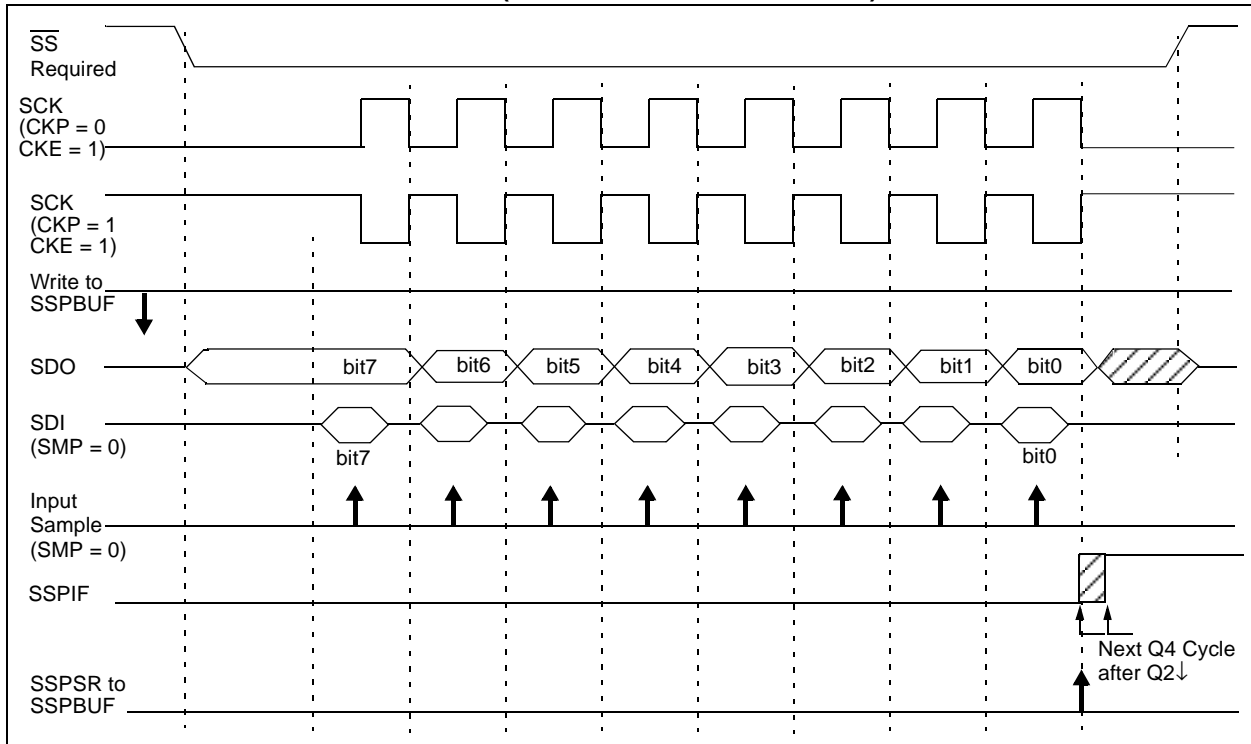 SS
Required
SCK
(CKP = 0
CKE = 1)
SCK
(CKP = 1
CKE = 1)
Write to
SSPBUF
SDO
bit7 bit6 bit5 bit4 bit3 bit2 bit1 bit0
SDI
(SMP = 0)
bit7 bit0
Input
Sample
(SMP = 0)
SSPIF
Next Q4 Cycle
after Q2↓
SSPSR to
SSPBUF